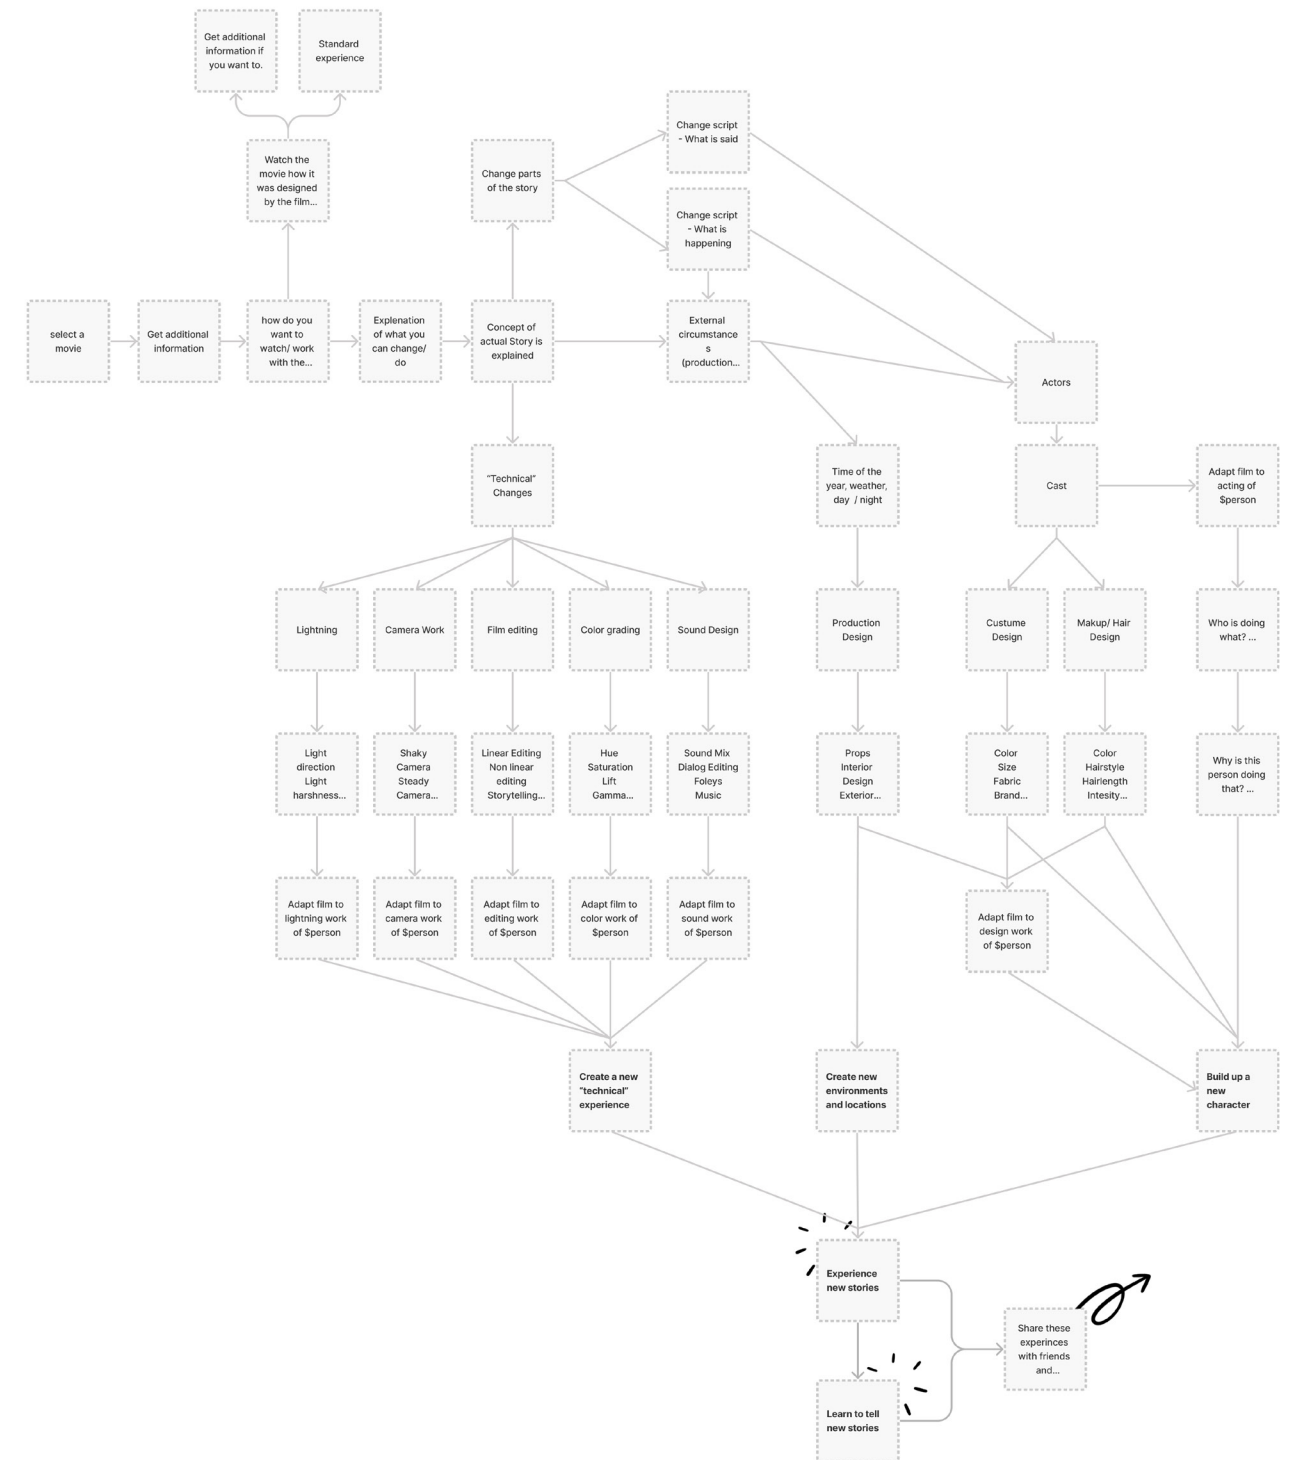 Get additional
information if
you want to.
Standard
experience
Change script
- What is said
Watch the
movie how it
was designed
by the film...
Change parts
of the story
Change script
- What is
happening
select a
movie
Get additional
information
how do you
want to
watch/ work
with the...
Explenation
of what you
can change/
do
Concept of
actual Story is
explained
External
circumstance
s
(production...
Actors
"Technical"
Changes
Time of the
year, weather,
day / night
Cast
Adapt film to
acting of
$person
Lightning
Camera Work
Film editing
Color grading
Sound Design
Production
Design
Custume
Design
Makup/ Hair
Design
Who is doing
what? ...
Light
direction
Light
harshness...
Shaky
Camera
Steady
Camera...
Linear Editing
Non linear
editing
Storytelling...
Hue
Saturation
Lift
Gamma...
Sound Mix
Dialog Editing
Foleys
Music
Props
Interior
Design
Exterior...
Color
Size
Fabric
Brand...
Color
Hairstyle
Hairlength
Intesity...
Why is this
person doing
that? ...
Adapt film to
lightning work
of $person
Adapt film to
camera work
of $person
Adapt film to
editing work
of $person
Adapt film to
color work of
$person
Adapt film to
sound work
of $person
Adapt film to
design work
of $person
Create a new
"technical"
experience
Create new
environments
and locations
Build up a
new
character
Experience
new stories
Share these
experinces
with friends
and...
Learn to tell
new stories